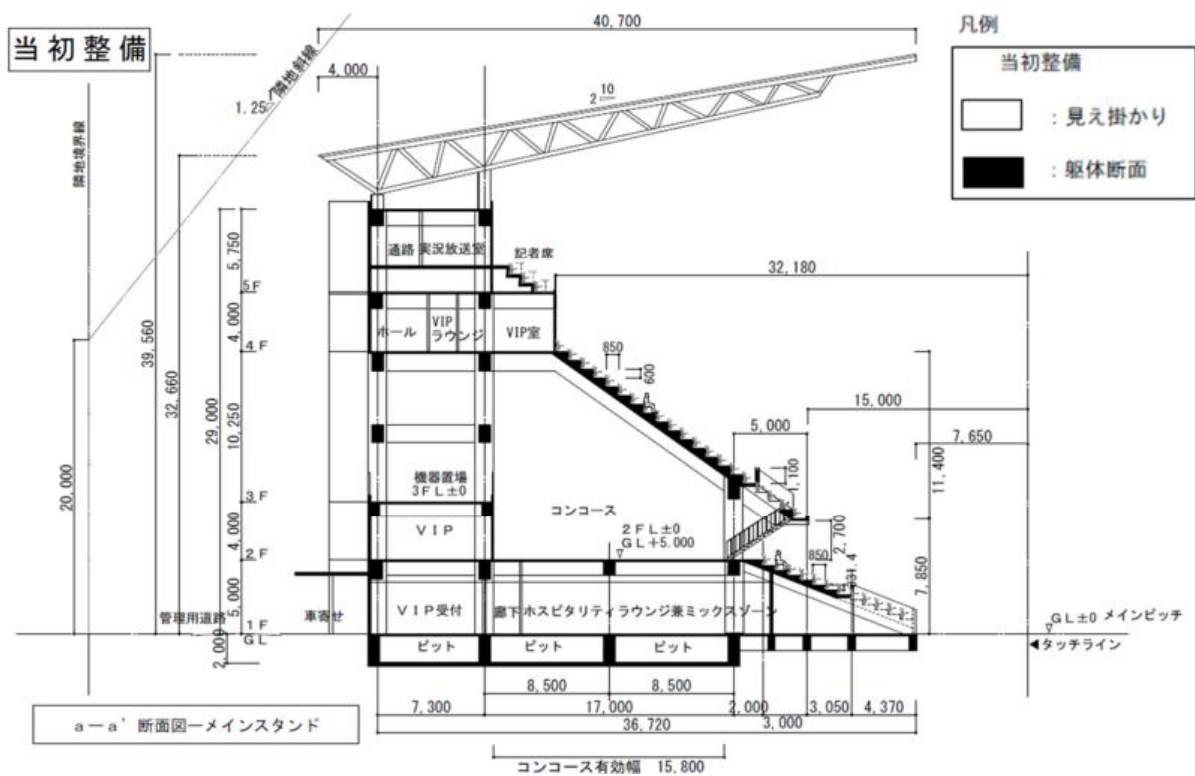 当初整備
40,700
4,000
隣地斜線
1.25
10
2
隣地境界線
凡例
当初整備
：見え掛かり
：躯体断面
通路
実況放送室
記者席
32,180
5,750
5F
ホール
VIP
ラウンジ
VIP室
4,000
4F
850
600
39,560
32,660
29,000
10,250
20,000
15,000
5,000
7,650
11,400
1,100
機器置場
3FL±0
3F
コンコース
VIP
2FL±0
GL+5.000
2,700
4,000
2F
850
331.4
7,850
5,000
管理用道路
車寄せ
VIP受付
廊下
ホスピタリティラウンジ兼ミックスゾーン
1F
GL
GL±0 メインピッチ
2,000
ピット
ピット
ピット
タッチライン
8,500
8,500
7,300
17,000
2,000
3,050
4,370
36,720
3,000
a－a' 断面図－メインスタンド
コンコース有効幅 15,800